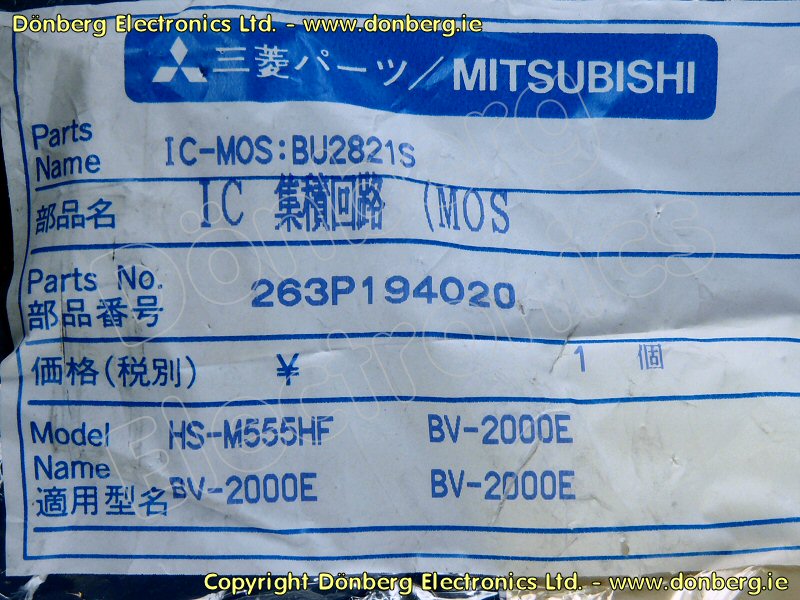 Dönberg Electronics Ltd. - www.donberg.ie
三菱パーツ/MITSUBISHI
Parts Name IC-MOS:BU2821S
部品名 IC 集積回路 (MOS
Parts No. 部品番号 263P194020
価格(税別) ¥ 1 個
Model Name HS-M555HF BV-2000E
適用型名 BV-2000E BV-2000E
Dönberg Electronics
Copyright Dönberg Electronics Ltd. - www.donberg.ie